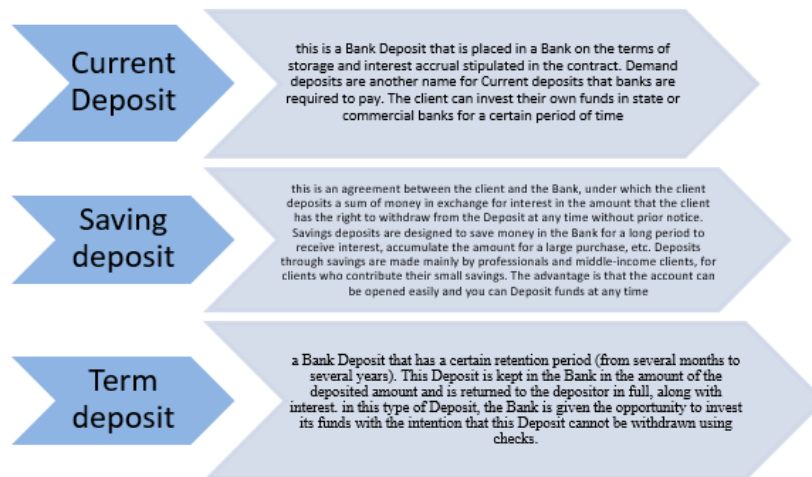 Current
Deposit
this is a Bank Deposit that is placed in a Bank on the terms of
storage and interest accrual stipulated in the contract. Demand
deposits are another name for Current deposits that banks are
required to pay. The client can invest their own funds in state or
commercial banks for a certain period of time
Saving
deposit
this is an agreement between the client and the Bank, under which the client
deposits a sum of money in exchange for interest in the amount that the client
has the right to withdraw from the Deposit at any time without prior notice.
Savings deposits are designed to save money in the Bank for a long period to
receive interest, accumulate the amount for a large purchase, etc. Deposits
through savings are made mainly by professionals and middle-income clients, for
clients who contribute their small savings. The advantage is that the account can
be opened easily and you can Deposit funds at any time
Term
deposit
a Bank Deposit that has a certain retention period (from several months to
several years). This Deposit is kept in the Bank in the amount of the
deposited amount and is returned to the depositor in full, along with
interest. in this type of Deposit, the Bank is given the opportunity to invest
its funds with the intention that this Deposit cannot be withdrawn using
checks.